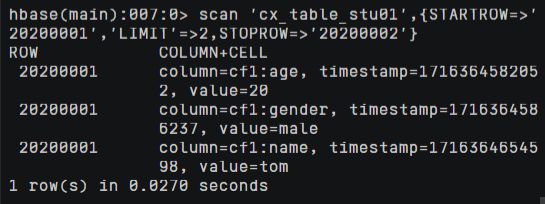 hbase(main):007:0> scan 'cx_table_stu01',{STARTROW=>'
20200001','LIMIT'=>2,STOPROW=>'20200002'}
ROW COLUMN+CELL
20200001 column=cf1:age, timestamp=171636458205
2, value=20
20200001 column=cf1:gender, timestamp=171636458
6237, value=male
20200001 column=cf1:name, timestamp=17163646545
98, value=tom
1 row(s) in 0.0270 seconds